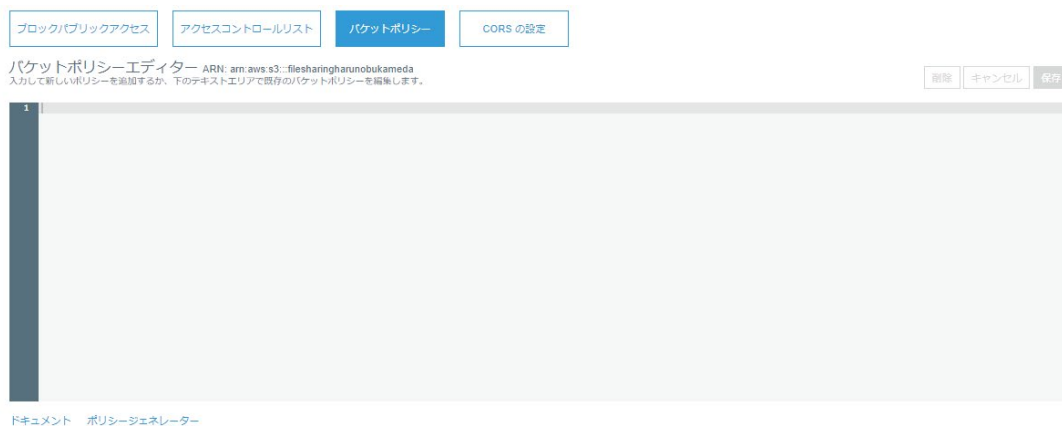 ブロックパブリックアクセス アクセスコントロールリスト バケットポリシー CORS の設定
バケットポリシーエディター ARN: arn:aws:s3:::filesharingharunobukameda
入力して新しいポリシーを追加するか、下のテキストエリアで既存のバケットポリシーを編集します。
削除 キャンセル 保存
1
ドキュメント ポリシージェネレーター